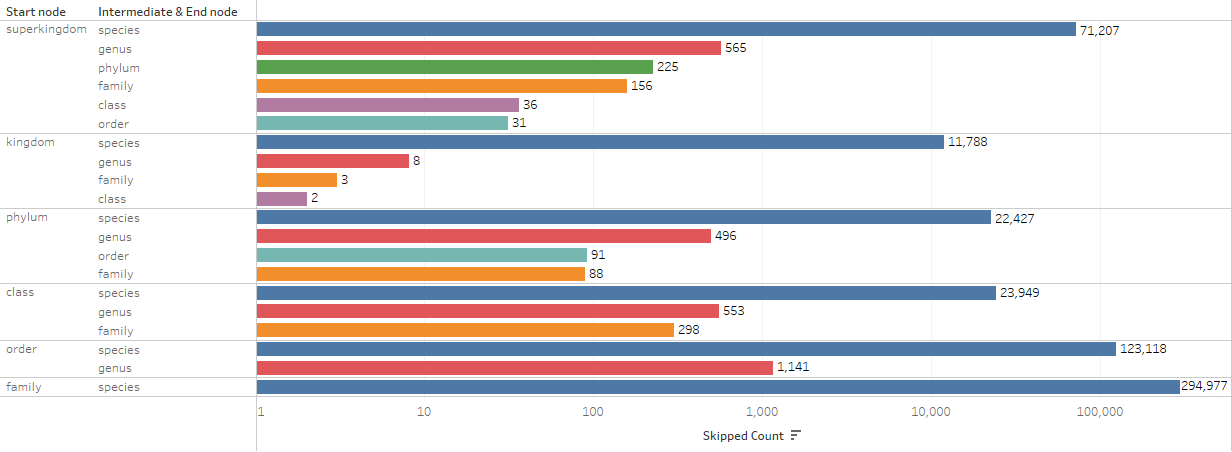 Start node Intermediate & End node
superkingdom species 71,207
genus 565
phylum 225
family 156
class 36
order 31
kingdom species 11,788
genus 8
family 3
class 2
phylum species 22,427
genus 496
order 91
family 88
class species 23,949
genus 553
family 298
order species 123,118
genus 1,141
family species 294,977
1 10 100 1,000 10,000 100,000
Skipped Count